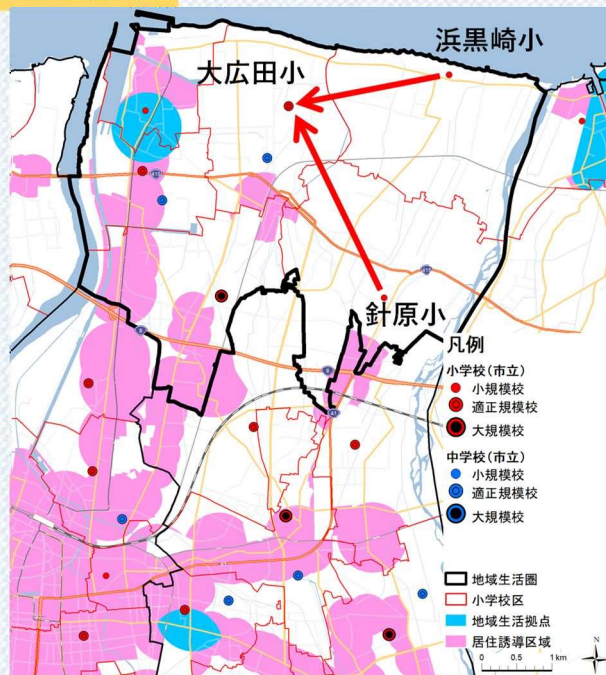 浜黒崎小
大広田小
針原小
凡例
小学校(市立)
小規模校
適正規模校
大規模校
中学校(市立)
小規模校
適正規模校
大規模校
地域生活圏
小学校区
地域生活拠点
居住誘導区域
N
0 0.5 1 km
8
8
41